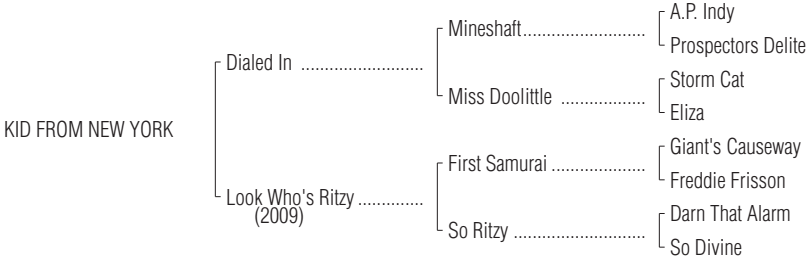 A.P. Indy
Mineshaft..........................
Prospectors Delite
Dialed In ..........................
Storm Cat
Miss Doolittle ..................
Eliza
KID FROM NEW YORK
Giant's Causeway
First Samurai ....................
Freddie Frisson
Look Who's Ritzy ..............
(2009)
Darn That Alarm
So Ritzy ............................
So Divine